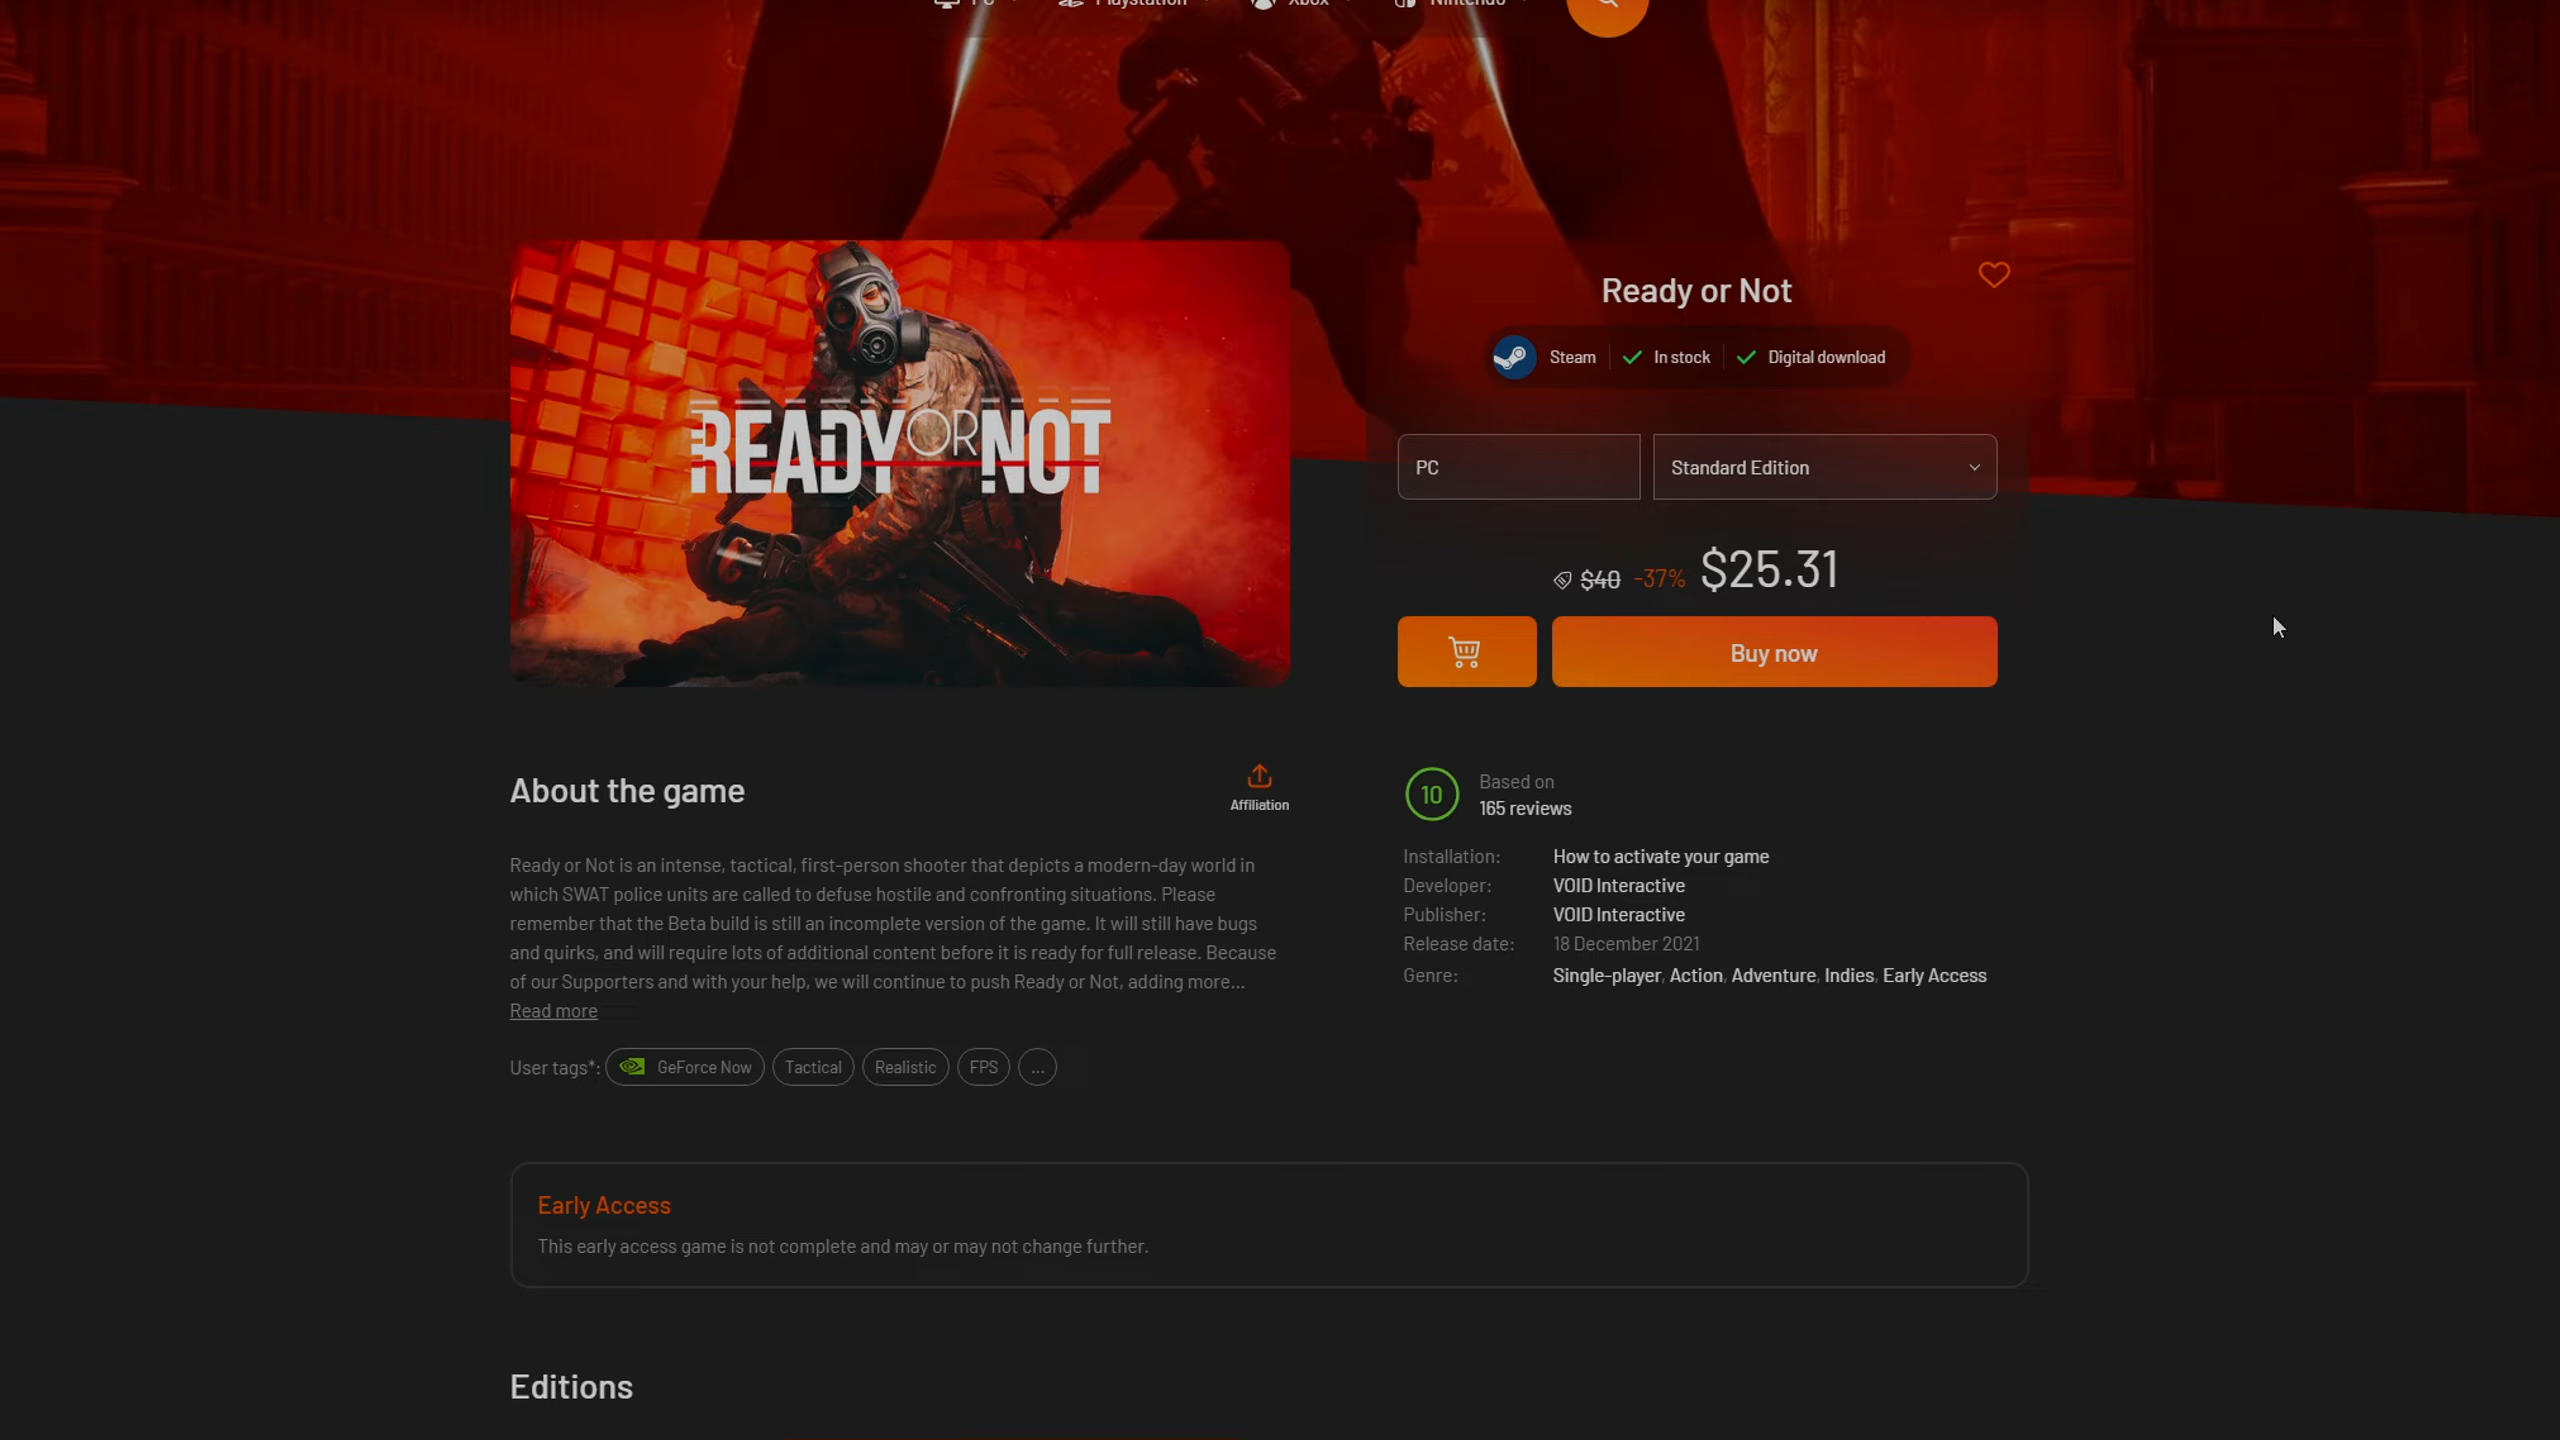 PC Playstation Xbox Nintendo
READY OR NOT
Ready or Not
Steam In stock Digital download
PC Standard Edition
$40 -37% $25.31
Buy now
About the game
Affiliation
Ready or Not is an intense, tactical, first-person shooter that depicts a modern-day world in
which SWAT police units are called to defuse hostile and confronting situations. Please
remember that the Beta build is still an incomplete version of the game. It will still have bugs
and quirks, and will require lots of additional content before it is ready for full release. Because
of our Supporters and with your help, we will continue to push Ready or Not, adding more...
Read more
User tags*: GeForce Now Tactical Realistic FPS ...
10 Based on
165 reviews
Installation: How to activate your game
Developer: VOID Interactive
Publisher: VOID Interactive
Release date: 18 December 2021
Genre: Single-player, Action, Adventure, Indies, Early Access
Early Access
This early access game is not complete and may or may not change further.
Editions